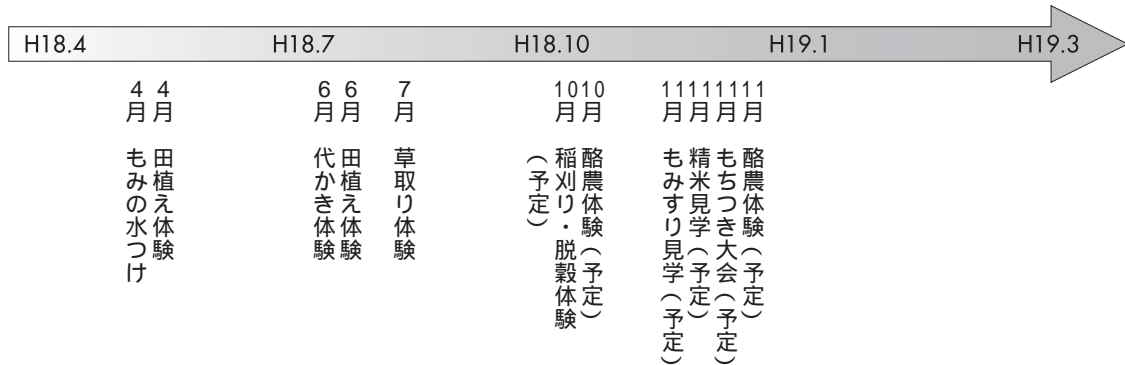 H18.4 H18.7 H18.10 H19.1 H19.3
4月 もみの水つけ
4月 田植え体験
6月 代かき体験
6月 田植え体験
7月 草取り体験
10月 稲刈り・脱穀体験
(予定)
10月 酪農体験(予定)
11月 もみすり見学(予定)
11月 精米見学(予定)
11月 もちつき大会(予定)
11月 酪農体験(予定)